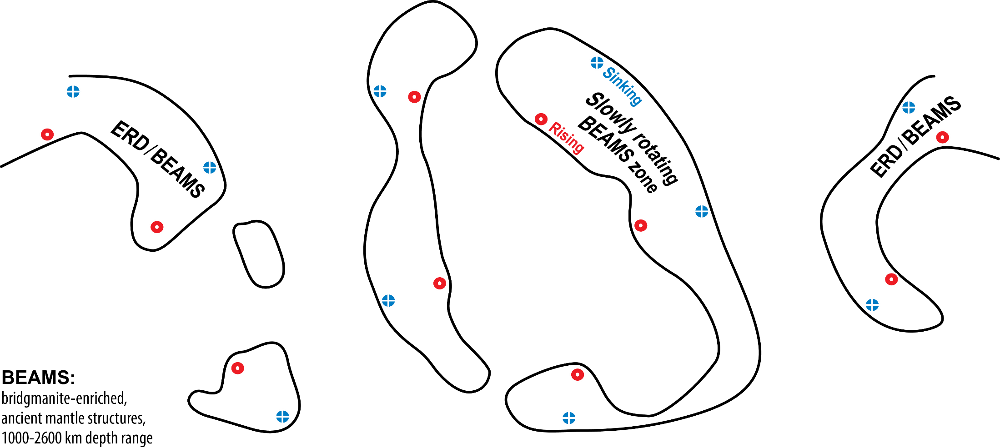 ERD/BEAMS
Sinking
Slowly rotating
BEAMS zone
Rising
ERD/BEAMS
BEAMS:
bridgmanite-enriched,
ancient mantle structures,
1000-2600 km depth range